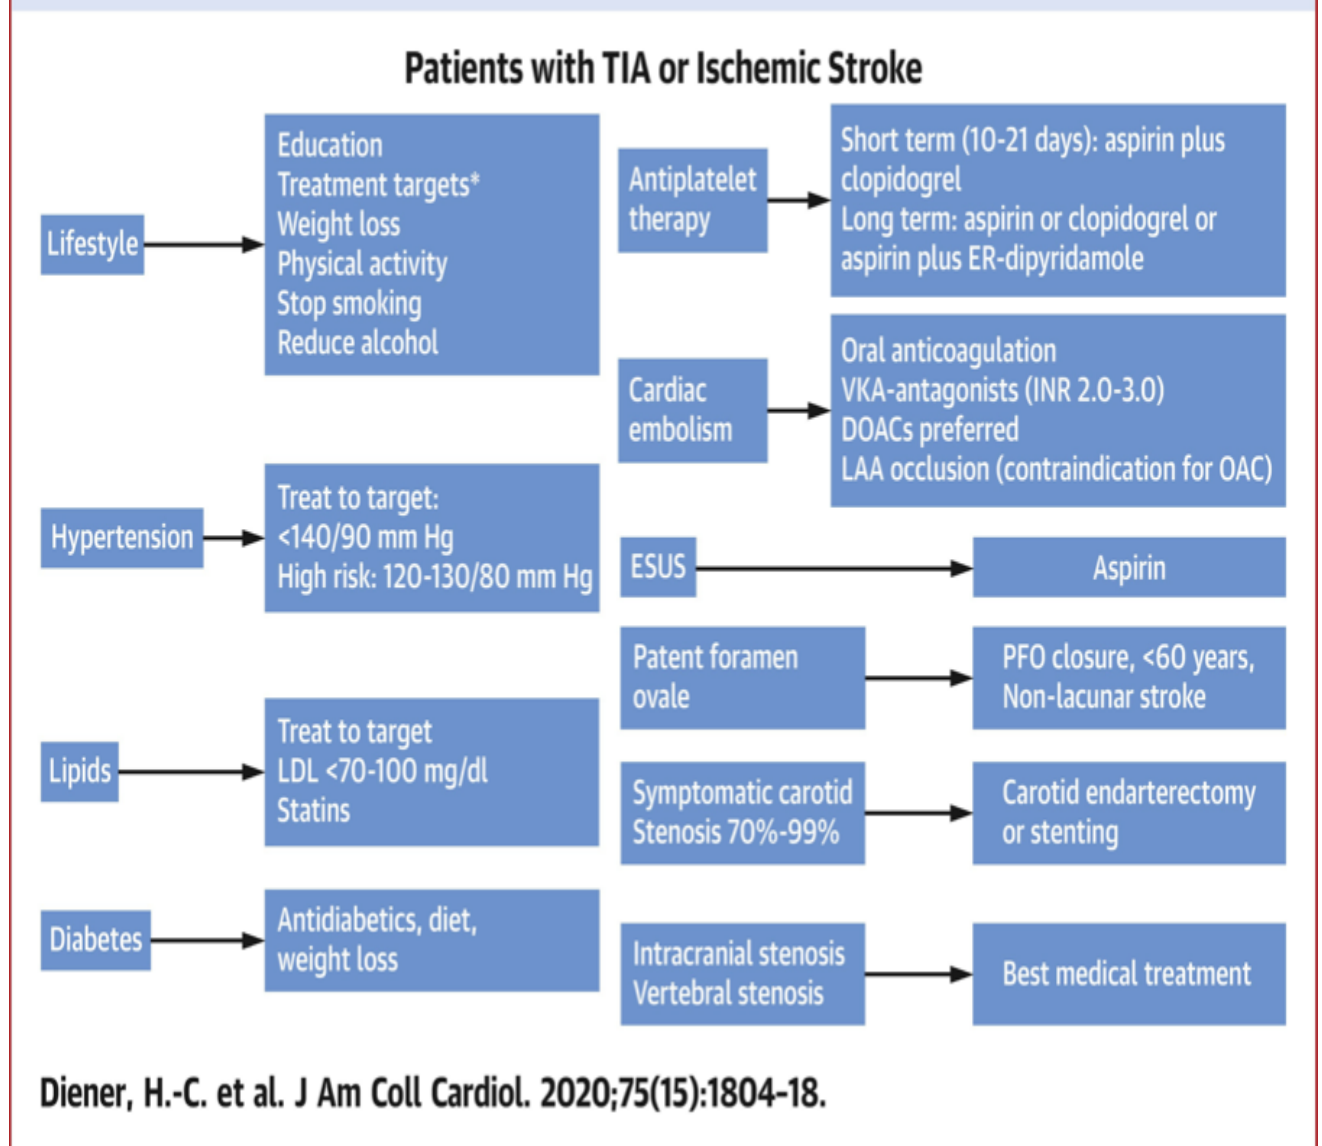 Patients with TIA or Ischemic Stroke
Lifestyle
Education
Treatment targets*
Weight loss
Physical activity
Stop smoking
Reduce alcohol
Hypertension
Treat to target:
<140/90 mm Hg
High risk: 120-130/80 mm Hg
Lipids
Treat to target
LDL <70-100 mg/dl
Statins
Diabetes
Antidiabetics, diet,
weight loss
Antiplatelet
therapy
Short term (10-21 days): aspirin plus
clopidogrel
Long term: aspirin or clopidogrel or
aspirin plus ER-dipyridamole
Cardiac
embolism
Oral anticoagulation
VKA-antagonists (INR 2.0-3.0)
DOACs preferred
LAA occlusion (contraindication for OAC)
ESUS
Aspirin
Patent foramen
ovale
PFO closure, <60 years,
Non-lacunar stroke
Symptomatic carotid
Stenosis 70%-99%
Carotid endarterectomy
or stenting
Intracranial stenosis
Vertebral stenosis
Best medical treatment
Diener, H.-C. et al. J Am Coll Cardiol. 2020;75(15):1804–18.